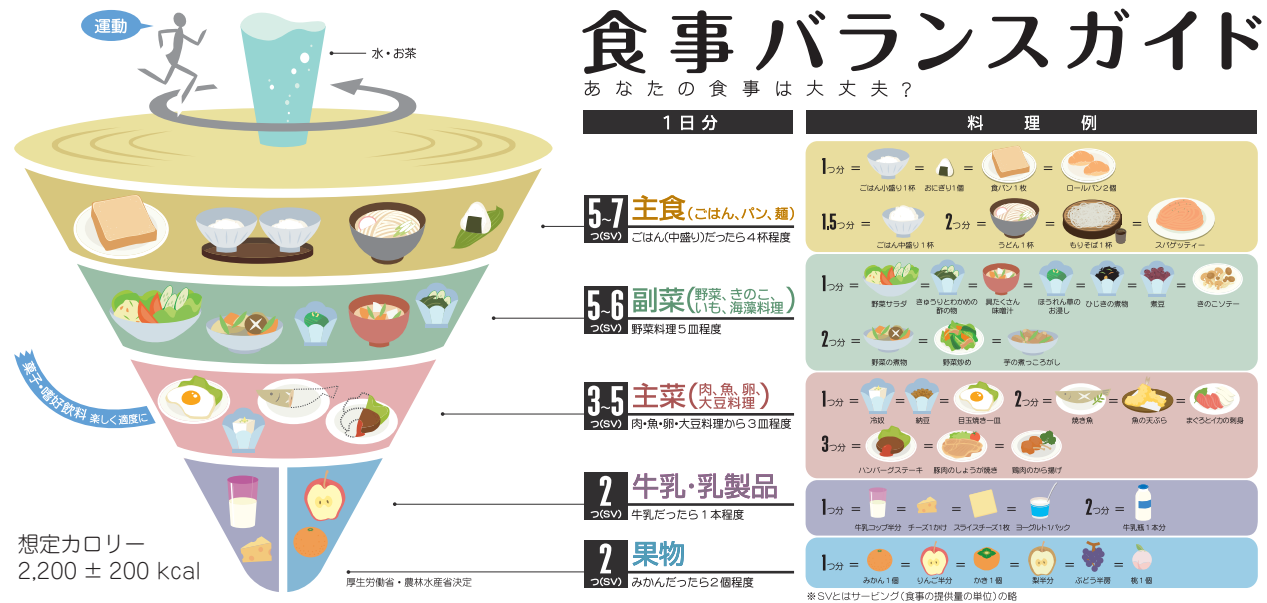 食事バランスガイド
あなたの食事は大丈夫?
運動
水・お茶
1日分
料理例
5~7
つ(SV)
主食(ごはん、パン、麺)
ごはん(中盛り)だったら4杯程度
1つ分 = = = =
ごはん小盛り1杯 おにぎり1個 食パン1枚 ロールパン2個
1.5つ分 = 2つ分 = = =
ごはん中盛り1杯 うどん1杯 もりそば1杯 スパゲッティー
5~6
つ(SV)
副菜(野菜、きのこ、
いも、海藻料理)
野菜料理5皿程度
1つ分 = = = = = = =
野菜サラダ きゅうりとわかめの
酢の物 具たくさん
味噌汁 ほうれん草の
お浸し ひじきの煮物 煮豆 きのこソテー
2つ分 = = =
野菜の煮物 野菜炒め 芋の煮っころがし
菓子・嗜好飲料 楽しく適度に
3~5
つ(SV)
主菜(肉、魚、卵、
大豆料理)
肉・魚・卵・大豆料理から3皿程度
1つ分 = = = 2つ分 = = =
冷奴 納豆 目玉焼き一皿 焼き魚 魚の天ぷら まぐろとイカの刺身
3つ分 = = =
ハンバーグステーキ 豚肉のしょうが焼き 鶏肉のから揚げ
2
つ(SV)
牛乳・乳製品
牛乳だったら1本程度
1つ分 = = = = 2つ分 =
牛乳コップ半分 チーズ1かけ スライスチーズ1枚 ヨーグルト1パック 牛乳瓶1本分
2
つ(SV)
果物
みかんだったら2個程度
1つ分 = = = = = =
みかん1個 りんご半分 かき1個 梨半分 ぶどう半房 桃1個
想定カロリー
2,200 ± 200 kcal
厚生労働省・農林水産省決定
※SVとはサービング(食事の提供量の単位)の略